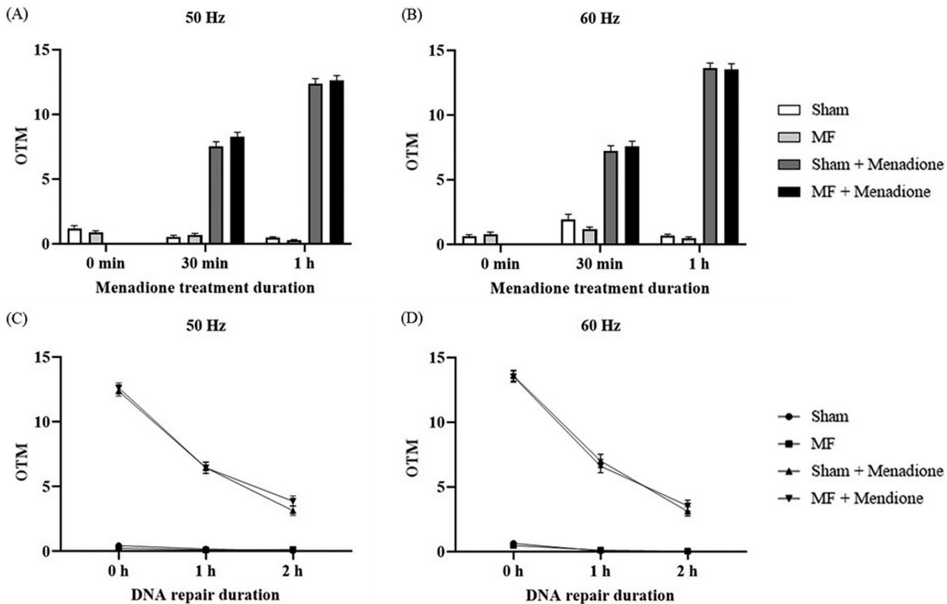 (A)
50 Hz
15
10
5
0
OTM
0 min 30 min 1 h
Menadione treatment duration
(B)
60 Hz
15
10
5
0
OTM
0 min 30 min 1 h
Menadione treatment duration
Sham
MF
Sham + Menadione
MF + Menadione
(C)
50 Hz
15
10
5
0
OTM
0 h 1 h 2 h
DNA repair duration
(D)
60 Hz
15
10
5
0
OTM
0 h 1 h 2 h
DNA repair duration
Sham
MF
Sham + Menadione
MF + Mendione